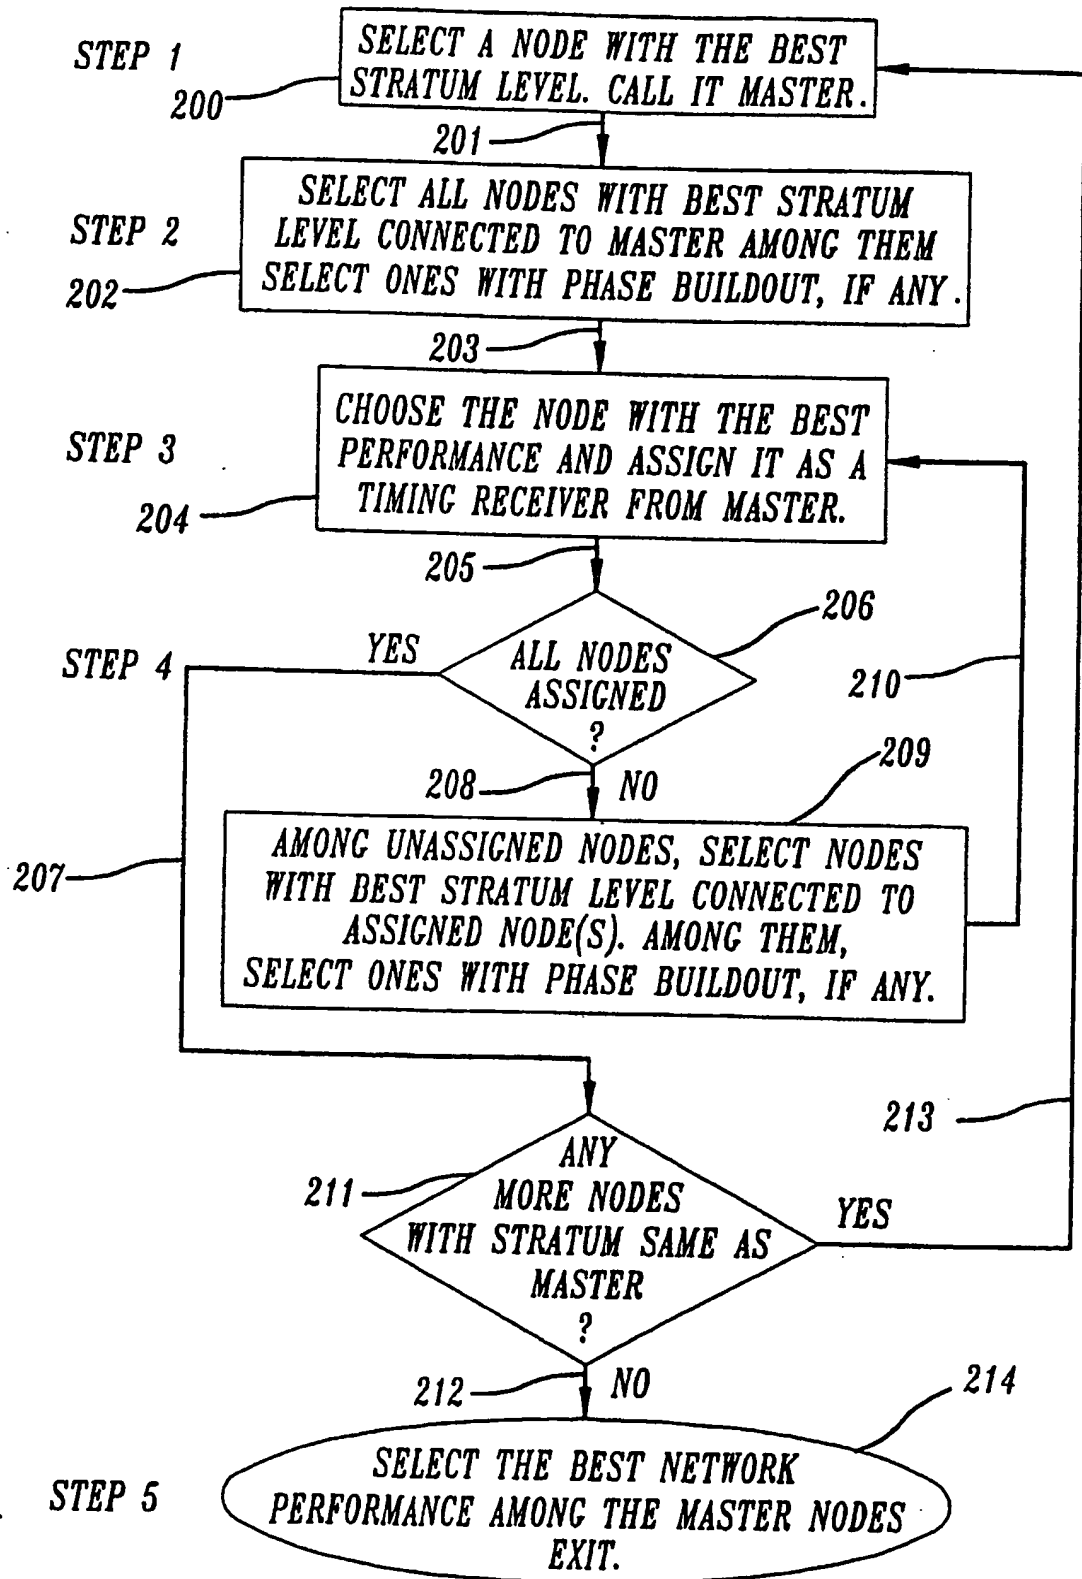 STEP 1
SELECT A NODE WITH THE BEST
STRATUM LEVEL. CALL IT MASTER.
200
201
STEP 2
SELECT ALL NODES WITH BEST STRATUM
LEVEL CONNECTED TO MASTER AMONG THEM
SELECT ONES WITH PHASE BUILDOUT, IF ANY.
202
203
STEP 3
CHOOSE THE NODE WITH THE BEST
PERFORMANCE AND ASSIGN IT AS A
TIMING RECEIVER FROM MASTER.
204
205
206
STEP 4
YES
ALL NODES
ASSIGNED
?
210
208
NO
209
207
AMONG UNASSIGNED NODES, SELECT NODES
WITH BEST STRATUM LEVEL CONNECTED TO
ASSIGNED NODE(S). AMONG THEM,
SELECT ONES WITH PHASE BUILDOUT, IF ANY.
213
211
ANY
MORE NODES
WITH STRATUM SAME AS
MASTER
?
YES
212
NO
214
STEP 5
SELECT THE BEST NETWORK
PERFORMANCE AMONG THE MASTER NODES
EXIT.